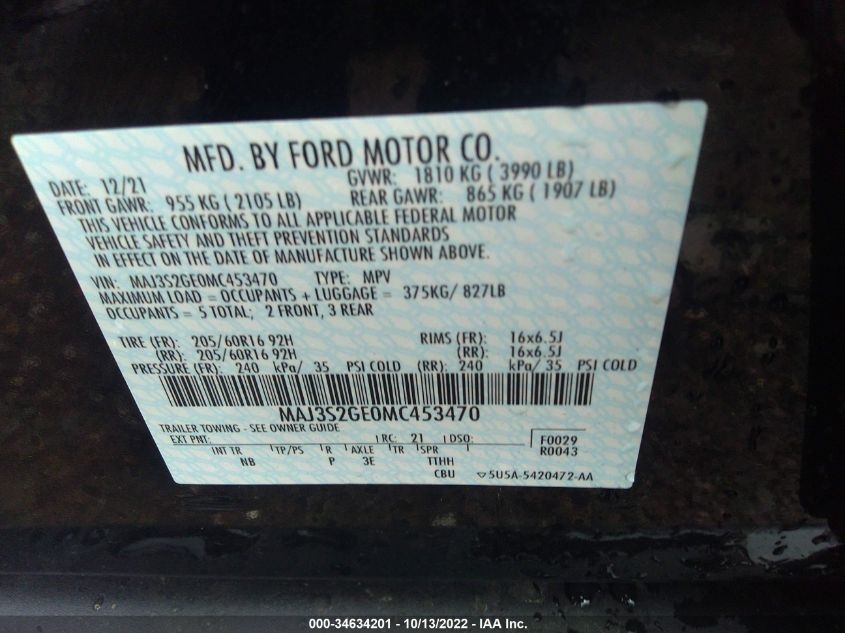 MFD. BY FORD MOTOR CO.
DATE: 12/21 GVWR: 1810 KG ( 3990 LB)
FRONT GAWR: 955 KG ( 2105 LB) REAR GAWR: 865 KG ( 1907 LB)
THIS VEHICLE CONFORMS TO ALL APPLICABLE FEDERAL MOTOR
VEHICLE SAFETY AND THEFT PREVENTION STANDARDS
IN EFFECT ON THE DATE OF MANUFACTURE SHOWN ABOVE.
VIN: MAJ3S2GE0MC453470 TYPE: MPV
MAXIMUM LOAD = OCCUPANTS + LUGGAGE = 375KG/ 827LB
OCCUPANTS = 5 TOTAL; 2 FRONT, 3 REAR
TIRE (FR): 205/60R16 92H RIMS (FR): 16x6.5J
(RR): 205/60R16 92H (RR): 16x6.5J
PRESSURE (FR): 240 kPa/ 35 PSI COLD (RR): 240 kPa/ 35 PSI COLD
MAJ3S2GE0MC453470
TRAILER TOWING - SEE OWNER GUIDE
EXT PNT: RC: 21 DSO: F0029
R0043
INT TR TP/PS R AXLE TR SPR
NB P 3E TTHH
CBU 5U5A-5420472-AA
000-34634201 - 10/13/2022 - IAA Inc.